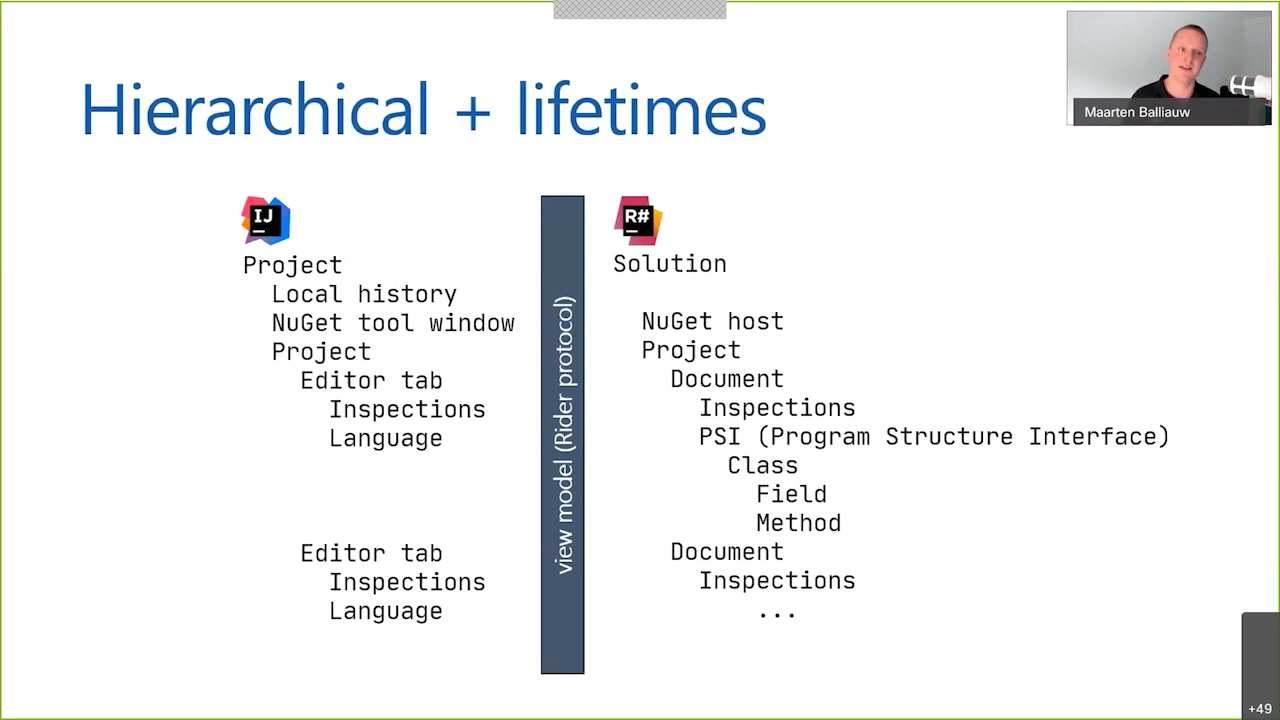 Hierarchical + lifetimes
Maarten Balliauw
IJ
Project
Local history
NuGet tool window
Project
Editor tab
Inspections
Language
Editor tab
Inspections
Language
view model (Rider protocol)
R#
Solution
NuGet host
Project
Document
Inspections
PSI (Program Structure Interface)
Class
Field
Method
Document
Inspections
...
+49